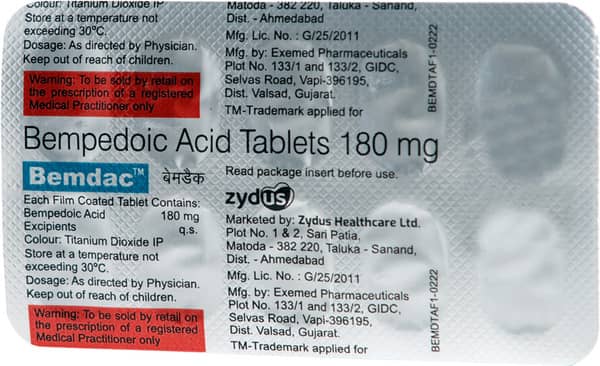 Colour: Titanium Dioxide IP
Store at a temperature not
exceeding 30°C.
Dosage: As directed by Physician.
Keep out of reach of children.
Warning: To be sold by retail on
the prescription of a registered
Medical Practitioner only
Matoda - 382 220, Taluka - Sanand,
Dist. - Ahmedabad
Mfg. Lic. No. : G/25/2011
Mfg. by: Exemed Pharmaceuticals
Plot No. 133/1 and 133/2, GIDC,
Selvas Road, Vapi-396195,
Dist. Valsad, Gujarat.
TM-Trademark applied for
BEMDTAF1-0222
Bempedoic Acid Tablets 180 mg
Bemdac™ बेमडैक
Read package insert before use.
Each Film Coated Tablet Contains:
Bempedoic Acid 180 mg
Excipients q.s.
Colour: Titanium Dioxide IP
Store at a temperature not
exceeding 30°C.
Dosage: As directed by Physician.
Keep out of reach of children.
Warning: To be sold by retail on
the prescription of a registered
Medical Practitioner only
zydus
Marketed by: Zydus Healthcare Ltd.
Plot No. 1 & 2, Sari Patia,
Matoda - 382 220, Taluka - Sanand,
Dist. - Ahmedabad
Mfg. Lic. No. : G/25/2011
Mfg. by: Exemed Pharmaceuticals
Plot No. 133/1 and 133/2, GIDC,
Selvas Road, Vapi-396195,
Dist. Valsad, Gujarat.
TM-Trademark applied for
BEMDTAF1-0222